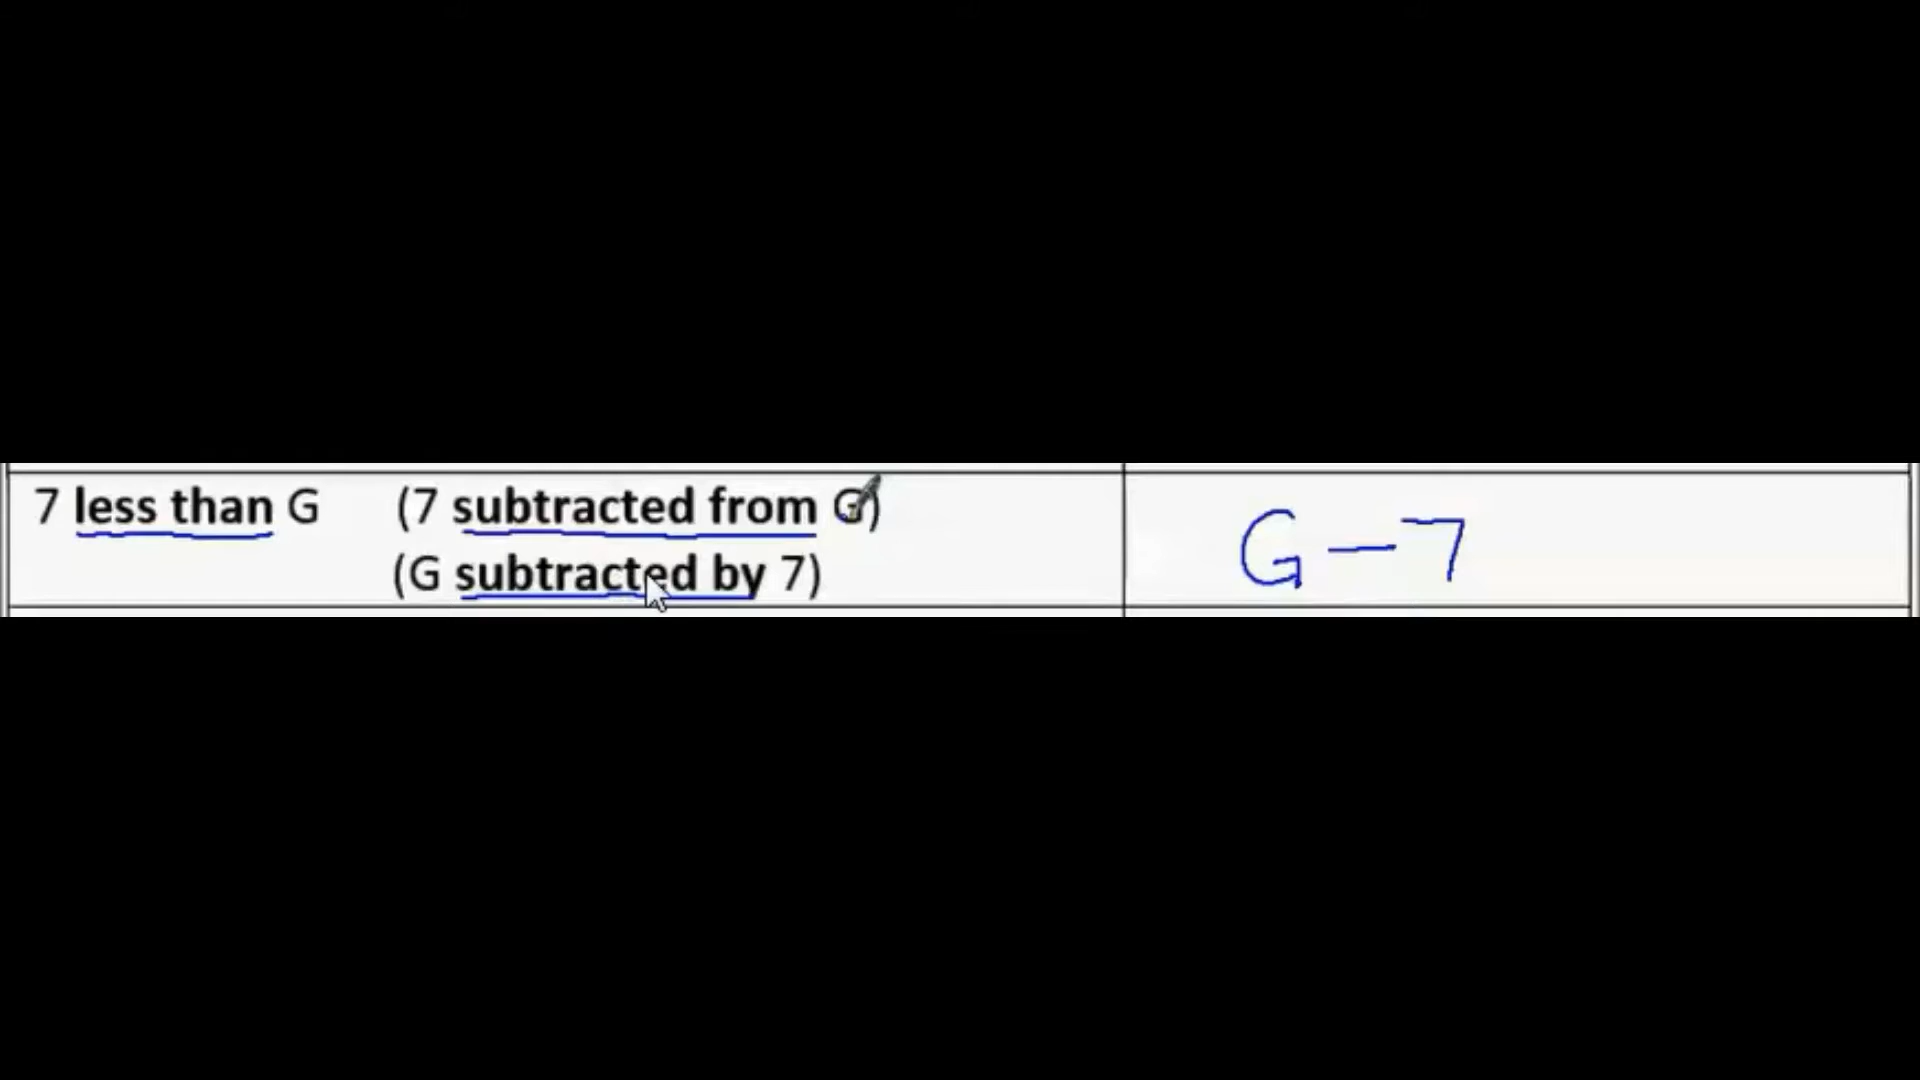 7 less than G (7 subtracted from G)
(G subtracted by 7)
G - 7